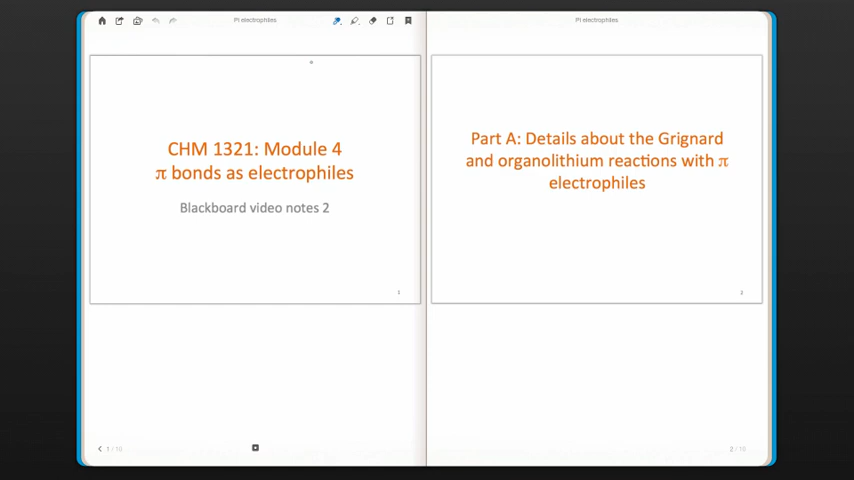 PI electrophiles
CHM 1321: Module 4
π bonds as electrophiles
Blackboard video notes 2
1
1 / 10
PI electrophiles
Part A: Details about the Grignard
and organolithium reactions with π
electrophiles
2
2 / 10